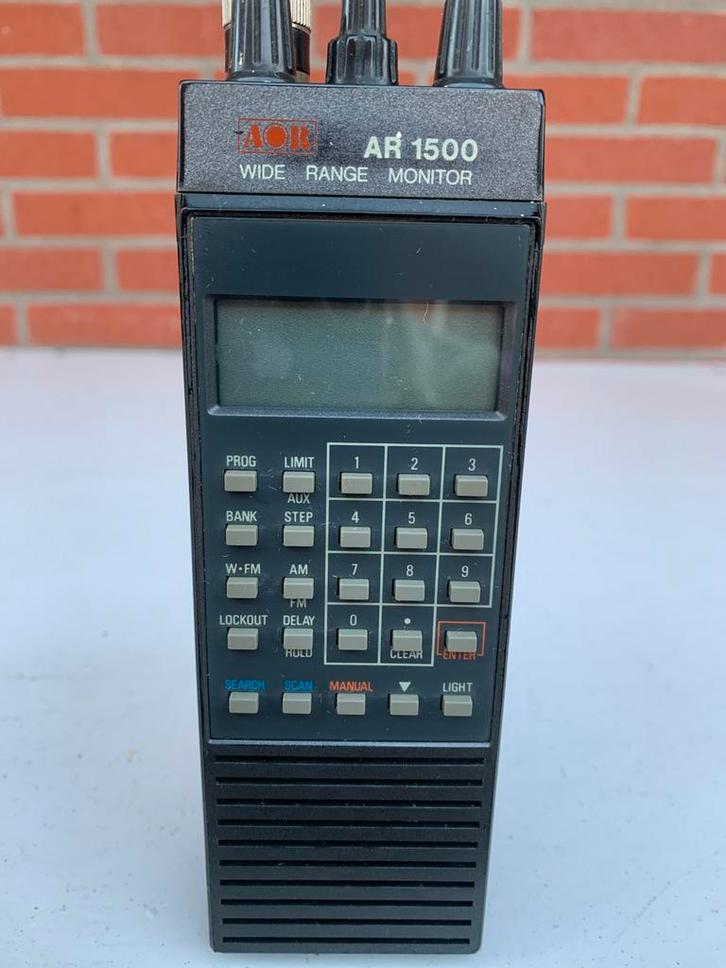 AOR AR 1500
WIDE RANGE MONITOR
PROG LIMIT 1 2 3
AUX
BANK STEP 4 5 6
W·FM AM 7 8 9
FM
LOCKOUT DELAY 0 •
HOLD CLEAR ENTER
SEARCH SCAN MANUAL ▼ LIGHT